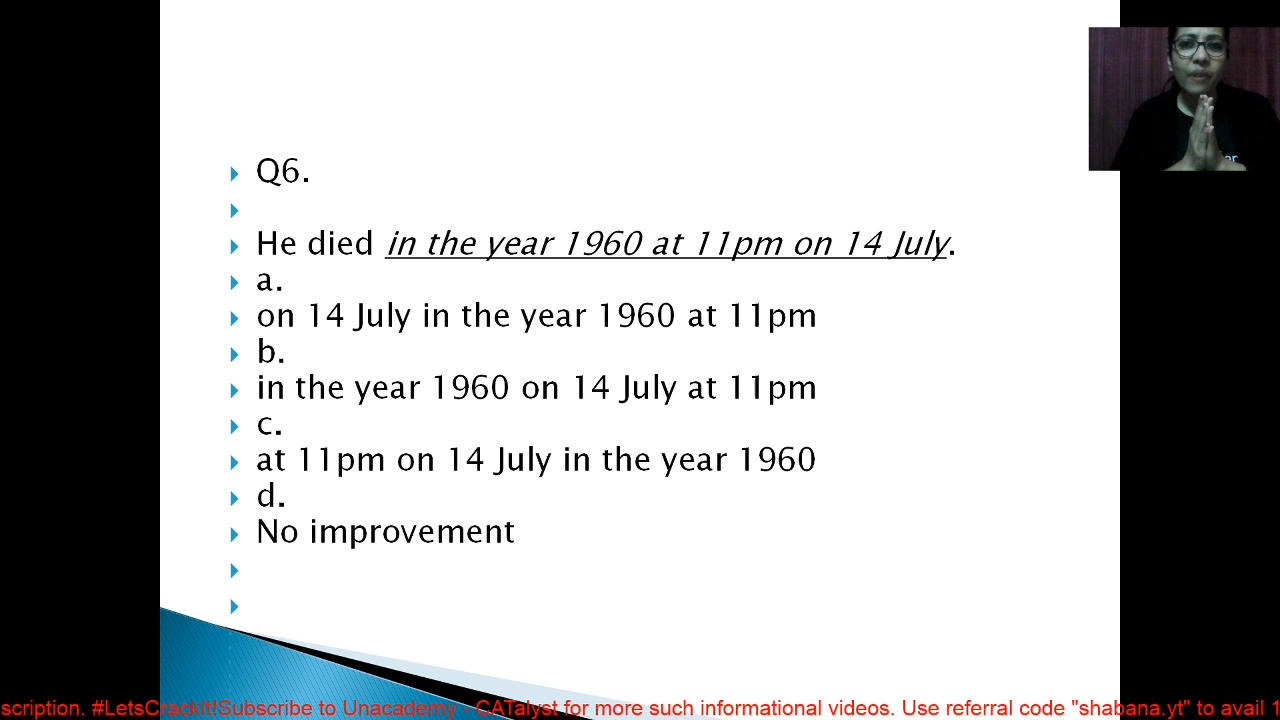 Q6.
He died in the year 1960 at 11pm on 14 July.
a.
on 14 July in the year 1960 at 11pm
b.
in the year 1960 on 14 July at 11pm
c.
at 11pm on 14 July in the year 1960
d.
No improvement
scription. #LetsCrackIt!Subscribe to Unacademy - CATalyst for more such informational videos. Use referral code "shabana.yt" to avail 1